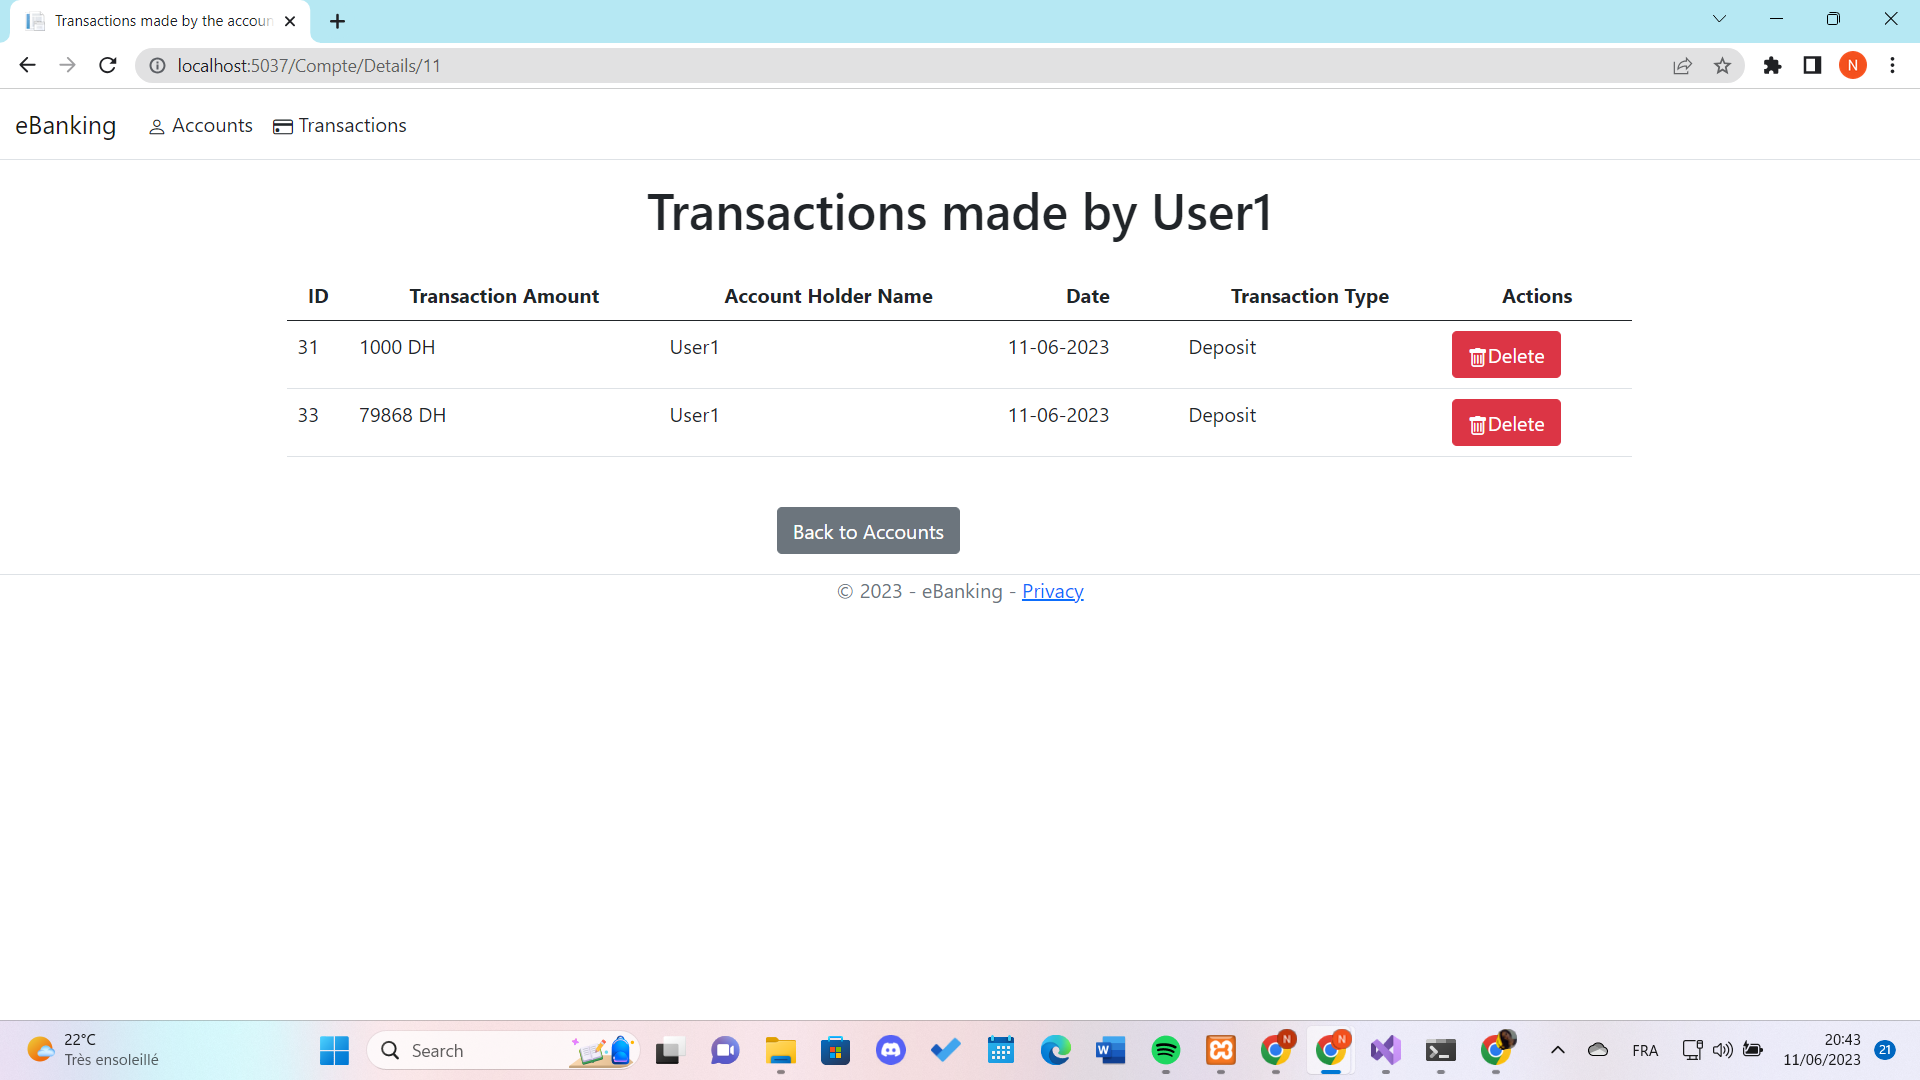 Transactions made by the accoun
localhost:5037/Compte/Details/11
N
eBanking Accounts Transactions
Transactions made by User1
ID Transaction Amount Account Holder Name Date Transaction Type Actions
31 1000 DH User1 11-06-2023 Deposit Delete
33 79868 DH User1 11-06-2023 Deposit Delete
Back to Accounts
© 2023 - eBanking - Privacy
22°C
Très ensoleillé
Search
W
N
N
FRA
20:43
11/06/2023
21